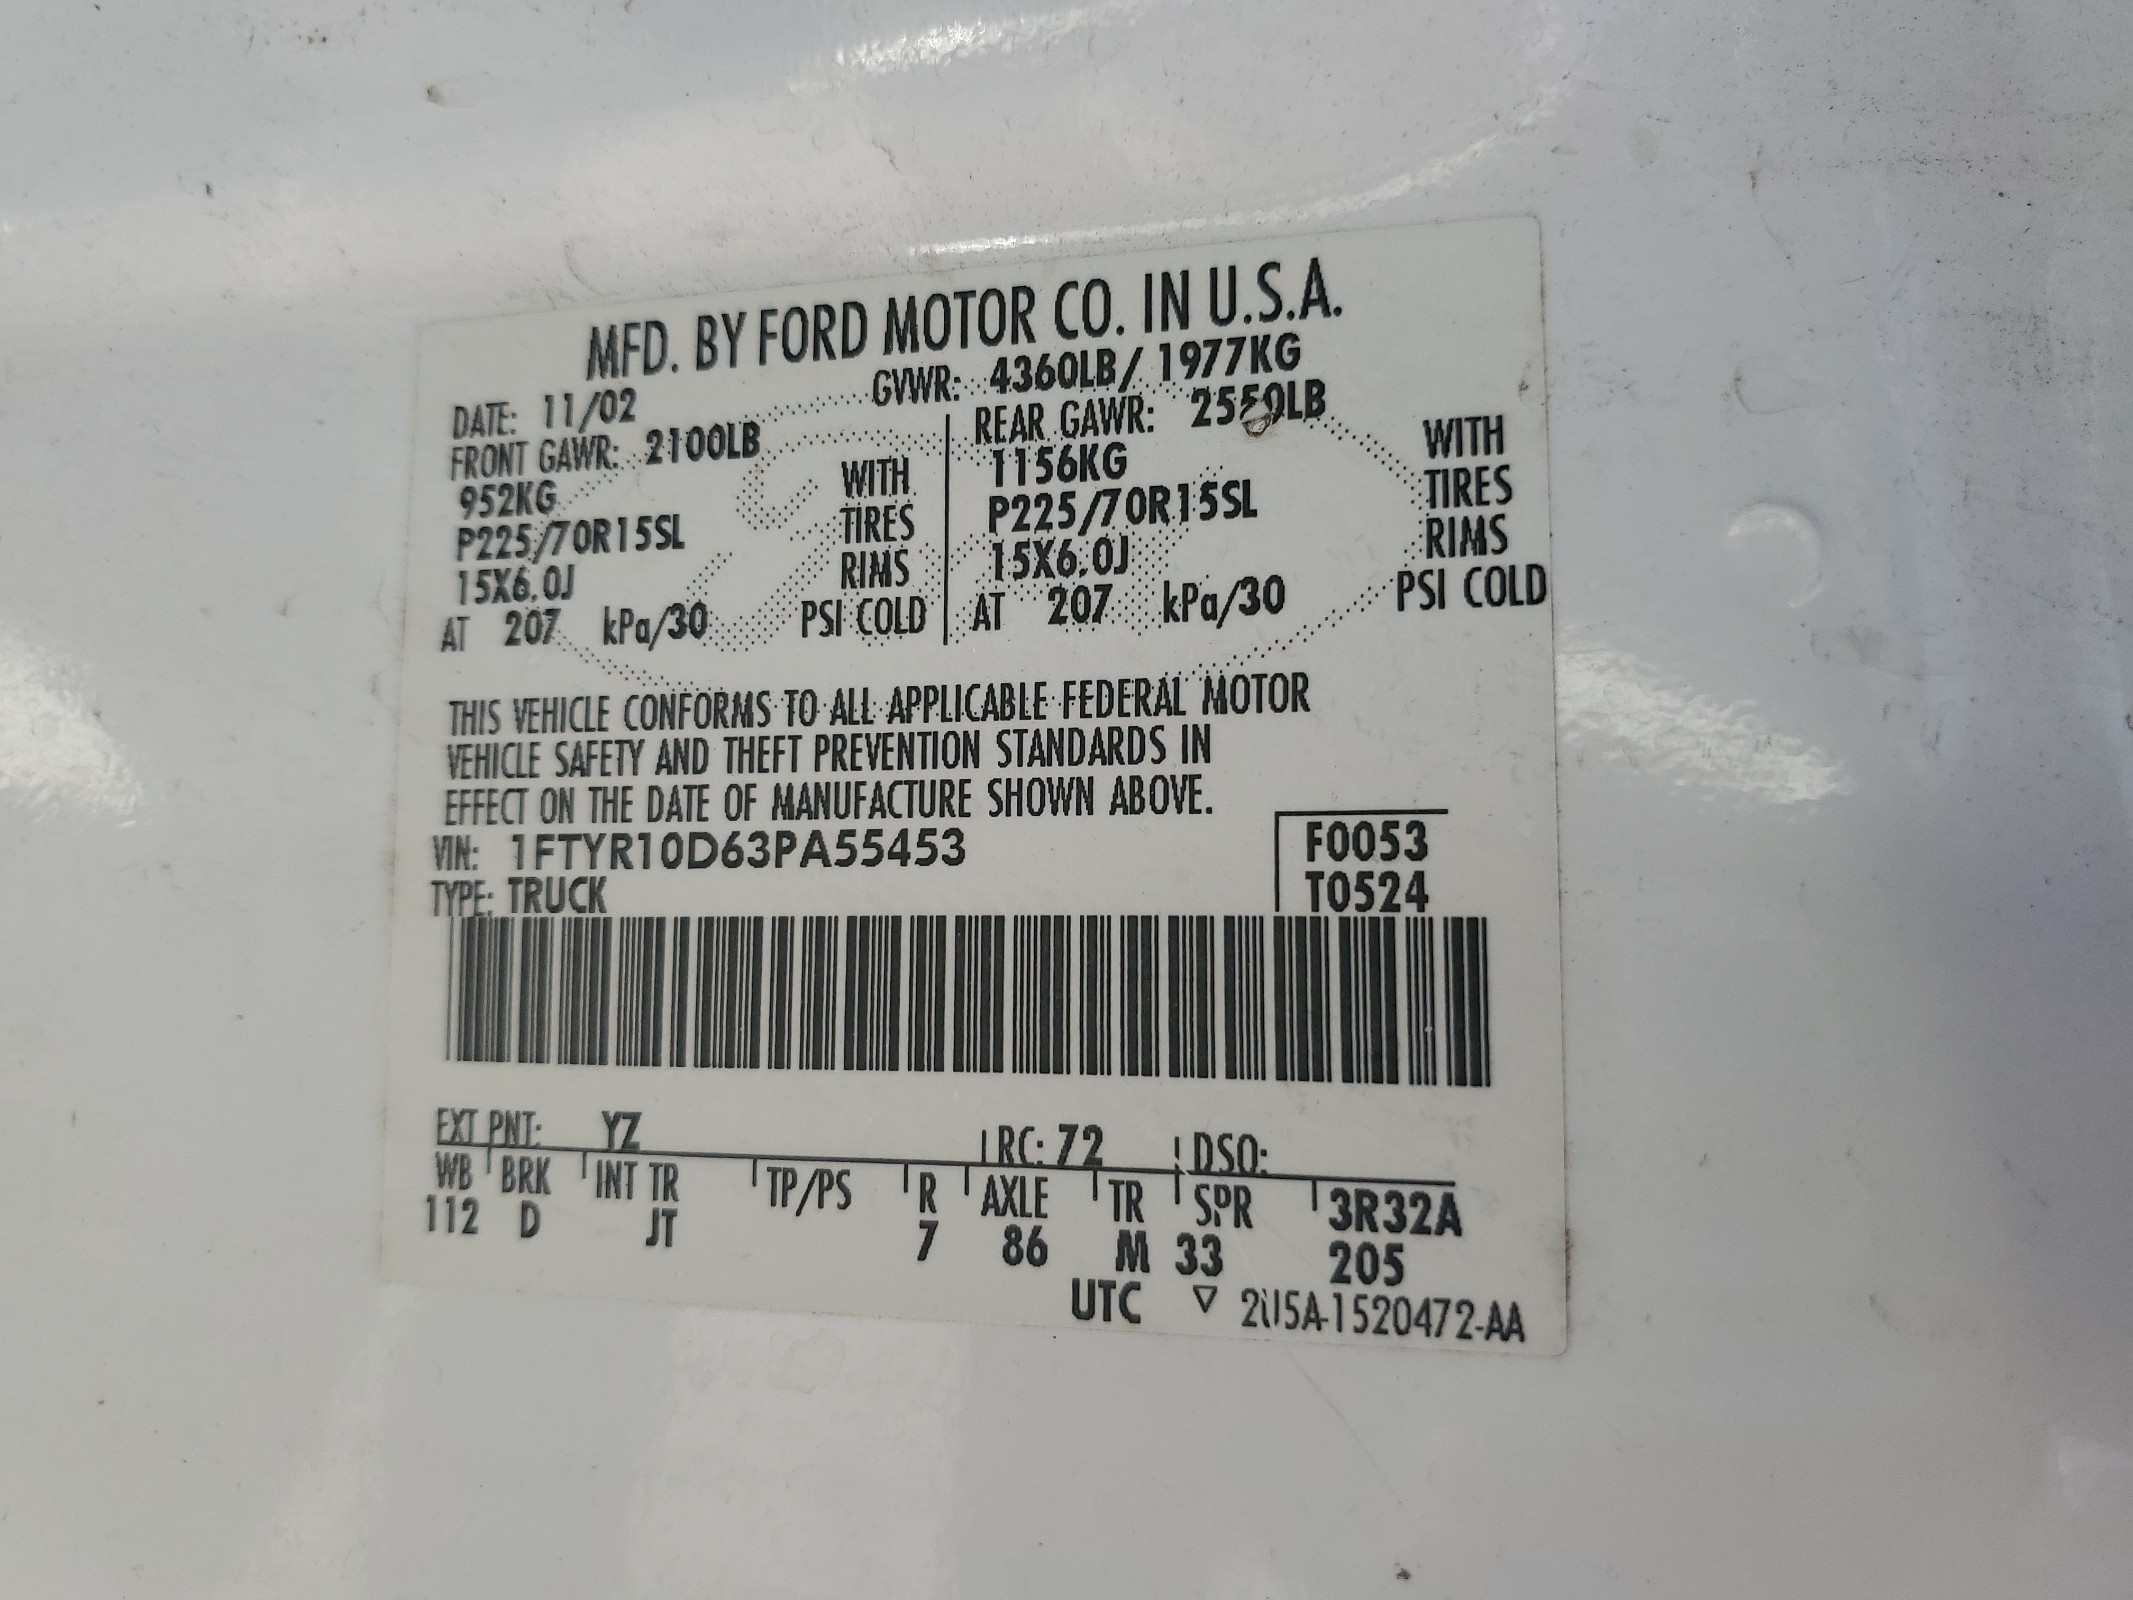 MFD. BY FORD MOTOR CO. IN U.S.A.
DATE: 11/02 GVWR: 4360LB/ 1977KG
FRONT GAWR: 2100LB REAR GAWR: 2550LB
952KG WITH 1156KG WITH
P225/70R15SL TIRES P225/70R15SL TIRES
15X6.0J RIMS 15X6.0J RIMS
AT 207 kPa/30 PSI COLD AT 207 kPa/30 PSI COLD
THIS VEHICLE CONFORMS TO ALL APPLICABLE FEDERAL MOTOR
VEHICLE SAFETY AND THEFT PREVENTION STANDARDS IN
EFFECT ON THE DATE OF MANUFACTURE SHOWN ABOVE.
VIN: 1FTYR10D63PA55453 F0053
TYPE: TRUCK T0524
EXT PNT: YZ RC: 72 DSO:
WB BRK INT TR TP/PS R AXLE TR SPR 3R32A
112 D JT 7 86 M 33 205
UTC ▽ 2U5A-1520472-AA